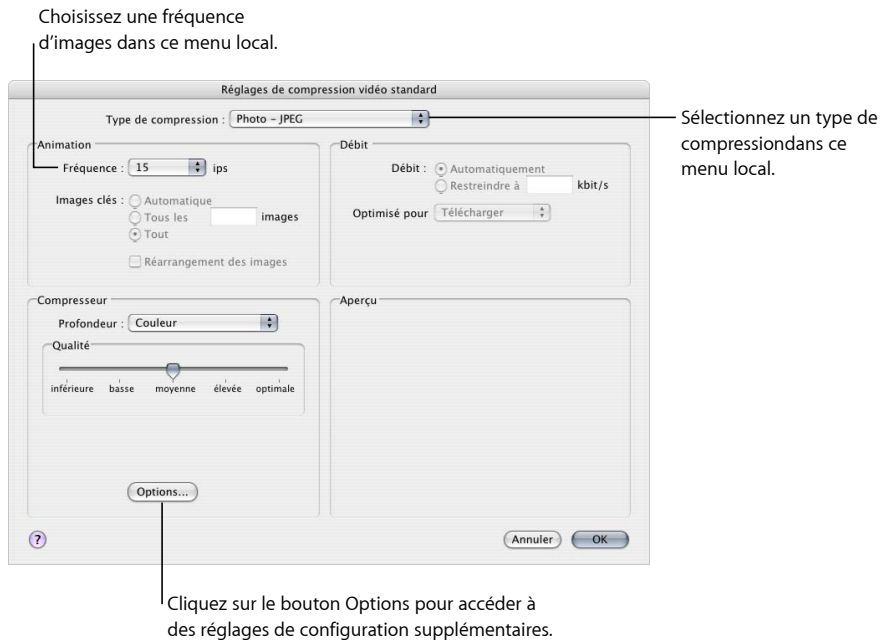 Choisissez une fréquence
d’images dans ce menu local.
Réglages de compression vidéo standard
Type de compression : Photo – JPEG
Sélectionnez un type de
compressiondans ce
menu local.
Animation
Fréquence : 15 ips
Images clés : Automatique
Tous les images
Tout
Réarrangement des images
Débit
Débit : Automatiquement
Restreindre à kbit/s
Optimisé pour Télécharger
Compresseur
Profondeur : Couleur
Qualité
inférieure basse moyenne élevée optimale
Options...
Aperçu
?
Annuler OK
Cliquez sur le bouton Options pour accéder à
des réglages de configuration supplémentaires.